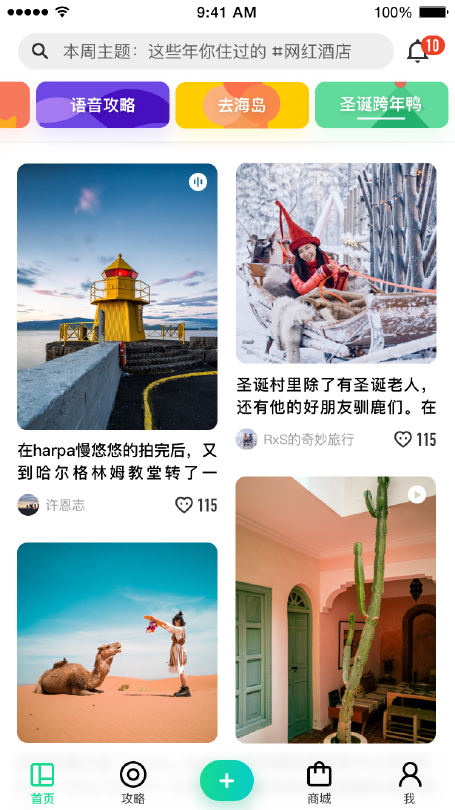 9:41 AM
100%
本周主题：这些年你住过的 #网红酒店
10
语音攻略
去海岛
圣诞跨年鸭
圣诞村里除了有圣诞老人，
还有他的好朋友驯鹿们。在
RxS的奇妙旅行
115
在harpa慢悠悠的拍完后，又
到哈尔格林姆教堂转了一
许恩志
115
首页
攻略
+
商城
我